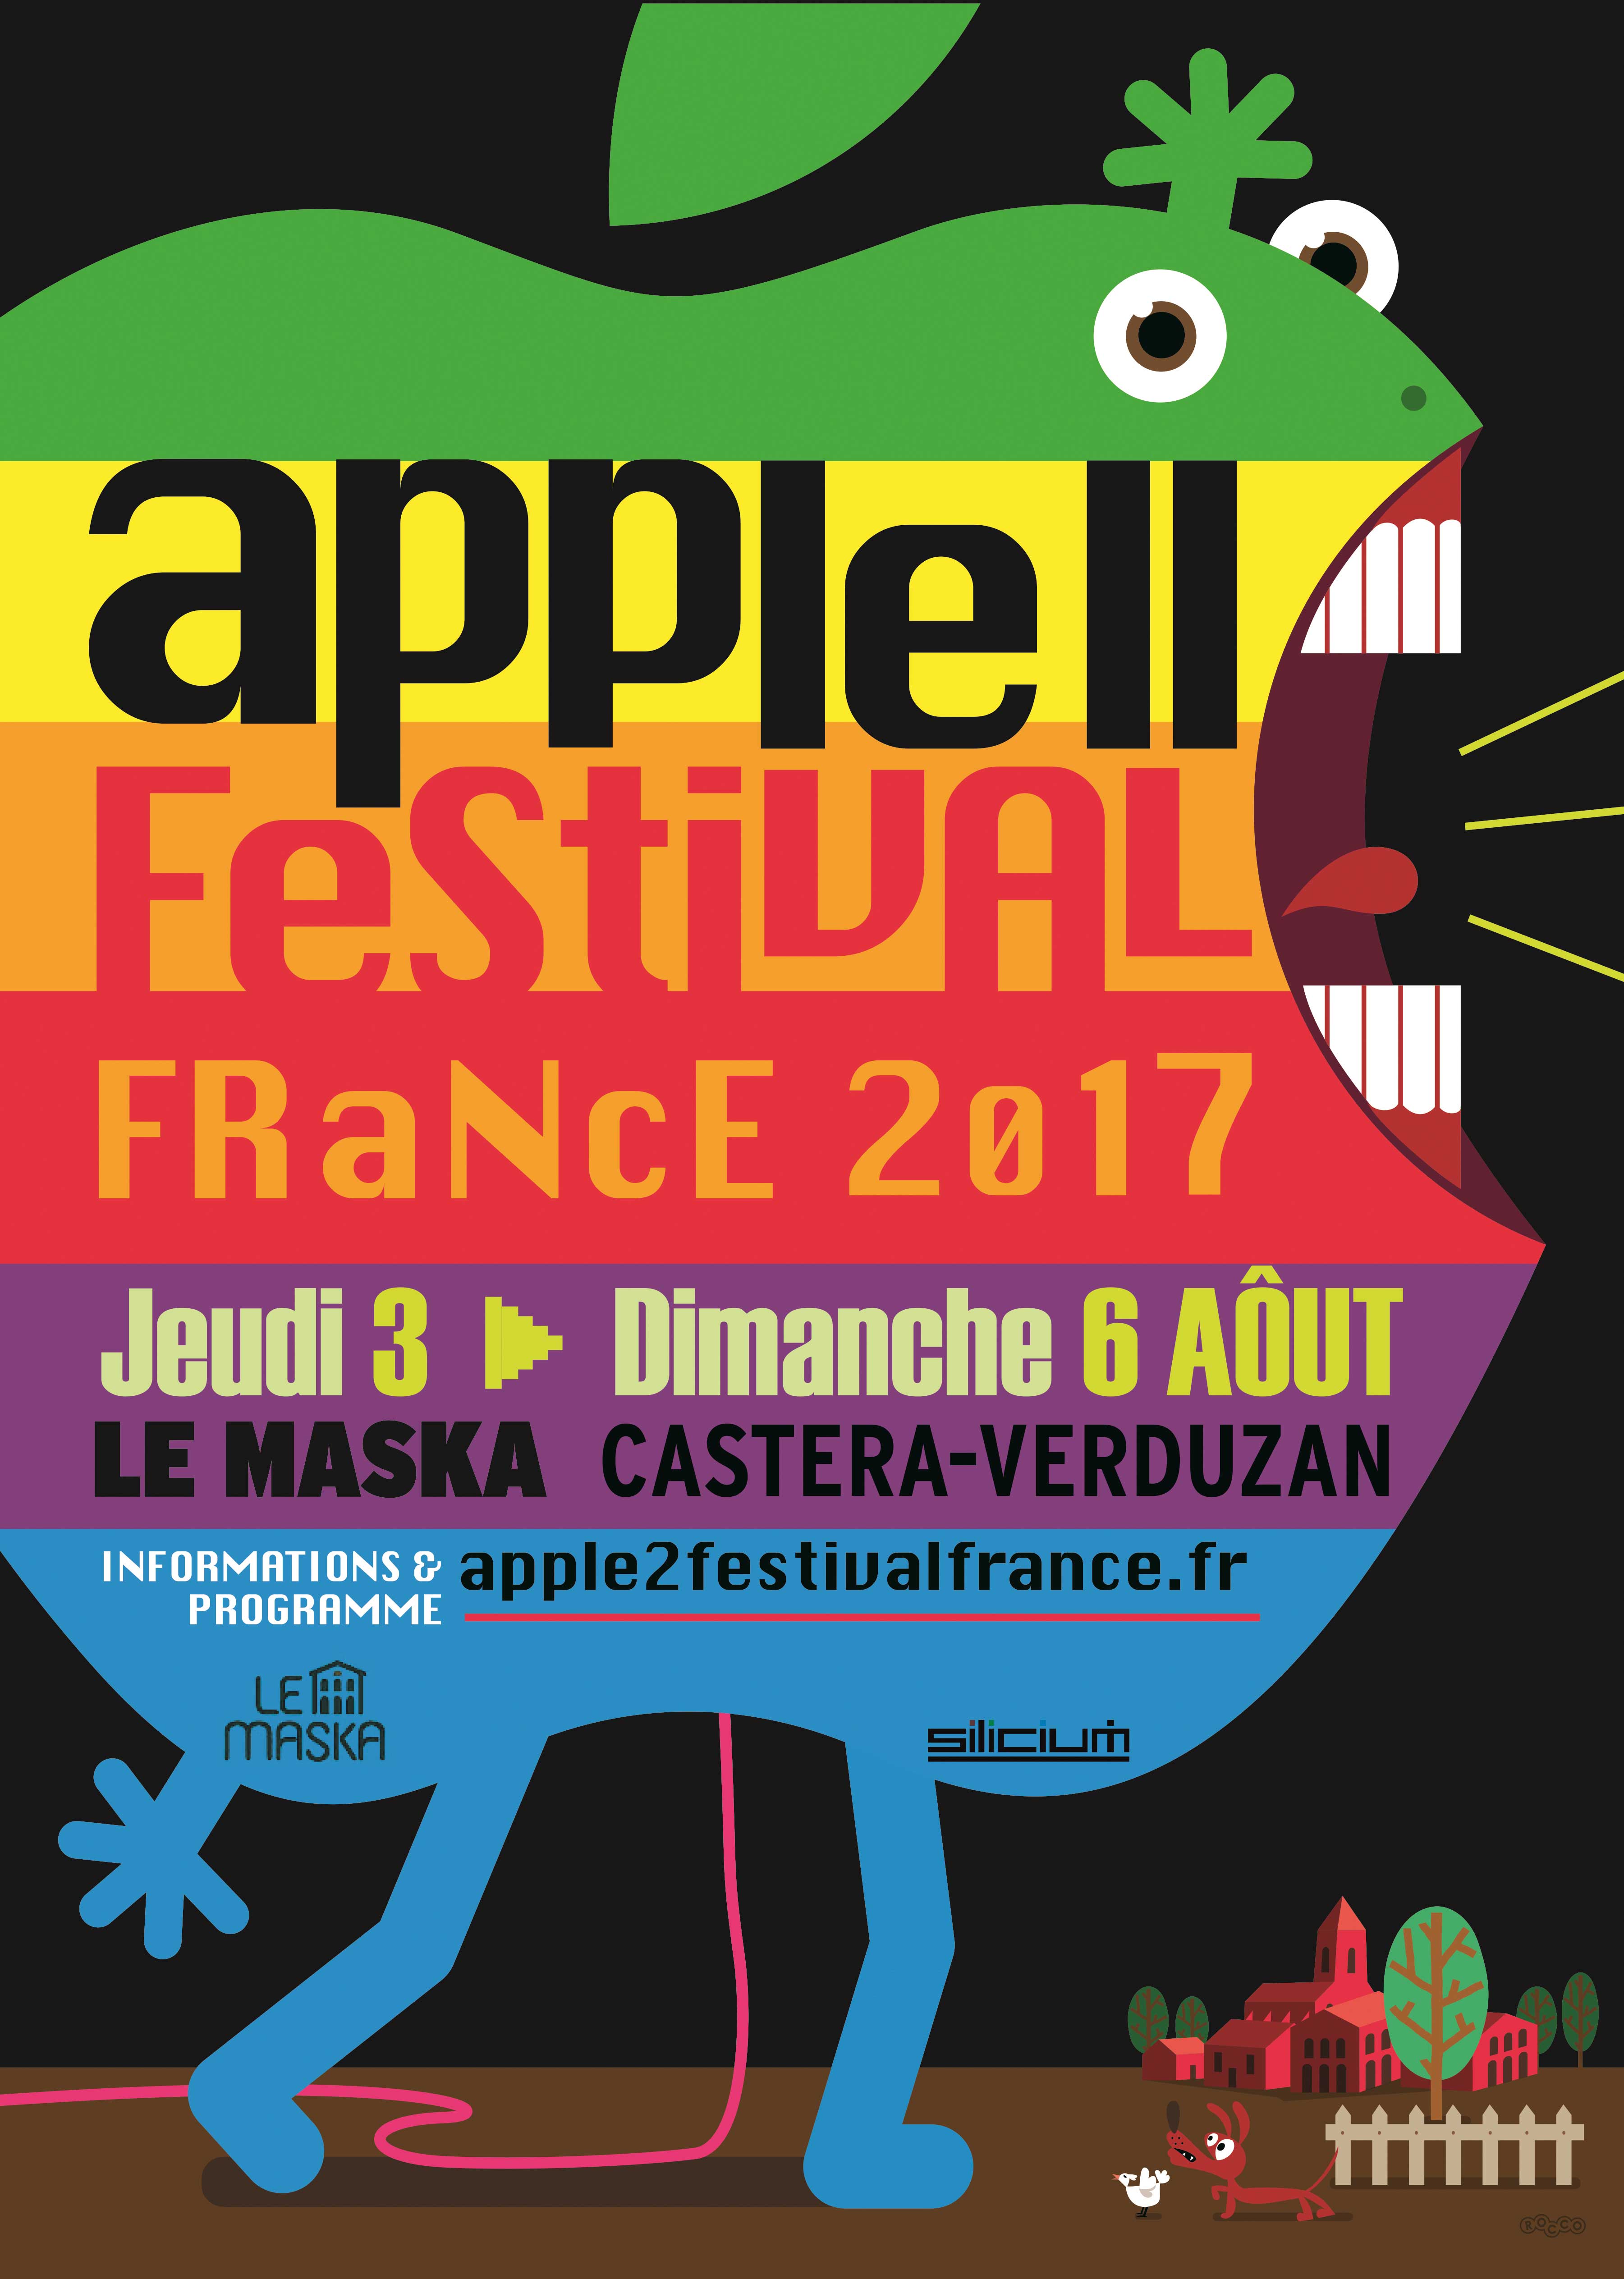 appleII
FeStiVAL
FRaNcE 2017
Jeudi 3 Dimanche 6 AÔUT
LE MASKA CASTERA-VERDUZAN
INFORMATIONS & apple2festivalfrance.fr
PROGRAMME
LE
MASKA
silicium
ROCCO